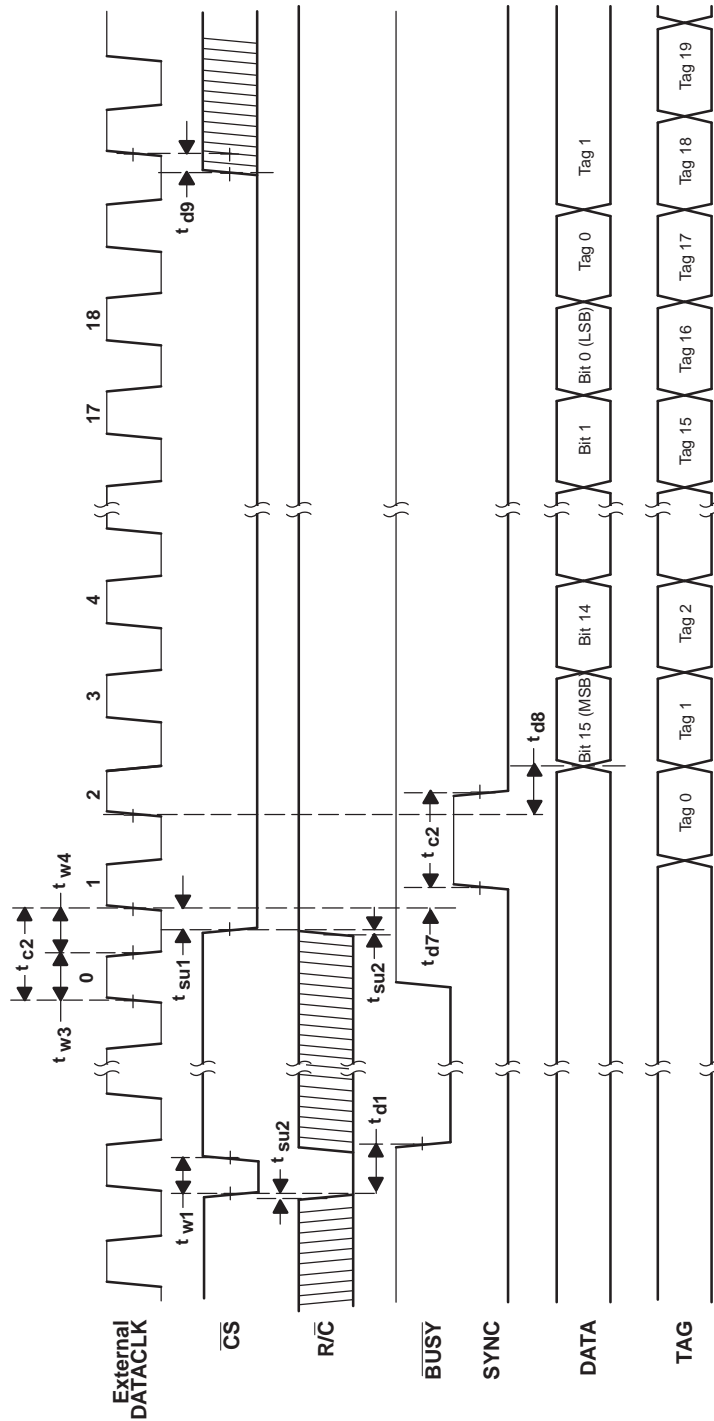 External
DATACLK
t w3
t c2
t w4
0
1
2
3
4
17
18
CS
t w1
t su1
t d9
R/C
t su2
t su2
BUSY
t d1
SYNC
t d7
t c2
t d8
DATA
Bit 15 (MSB)
Bit 14
Bit 1
Bit 0 (LSB)
Tag 0
Tag 1
TAG
Tag 0
Tag 1
Tag 2
Tag 15
Tag 16
Tag 17
Tag 18
Tag 19